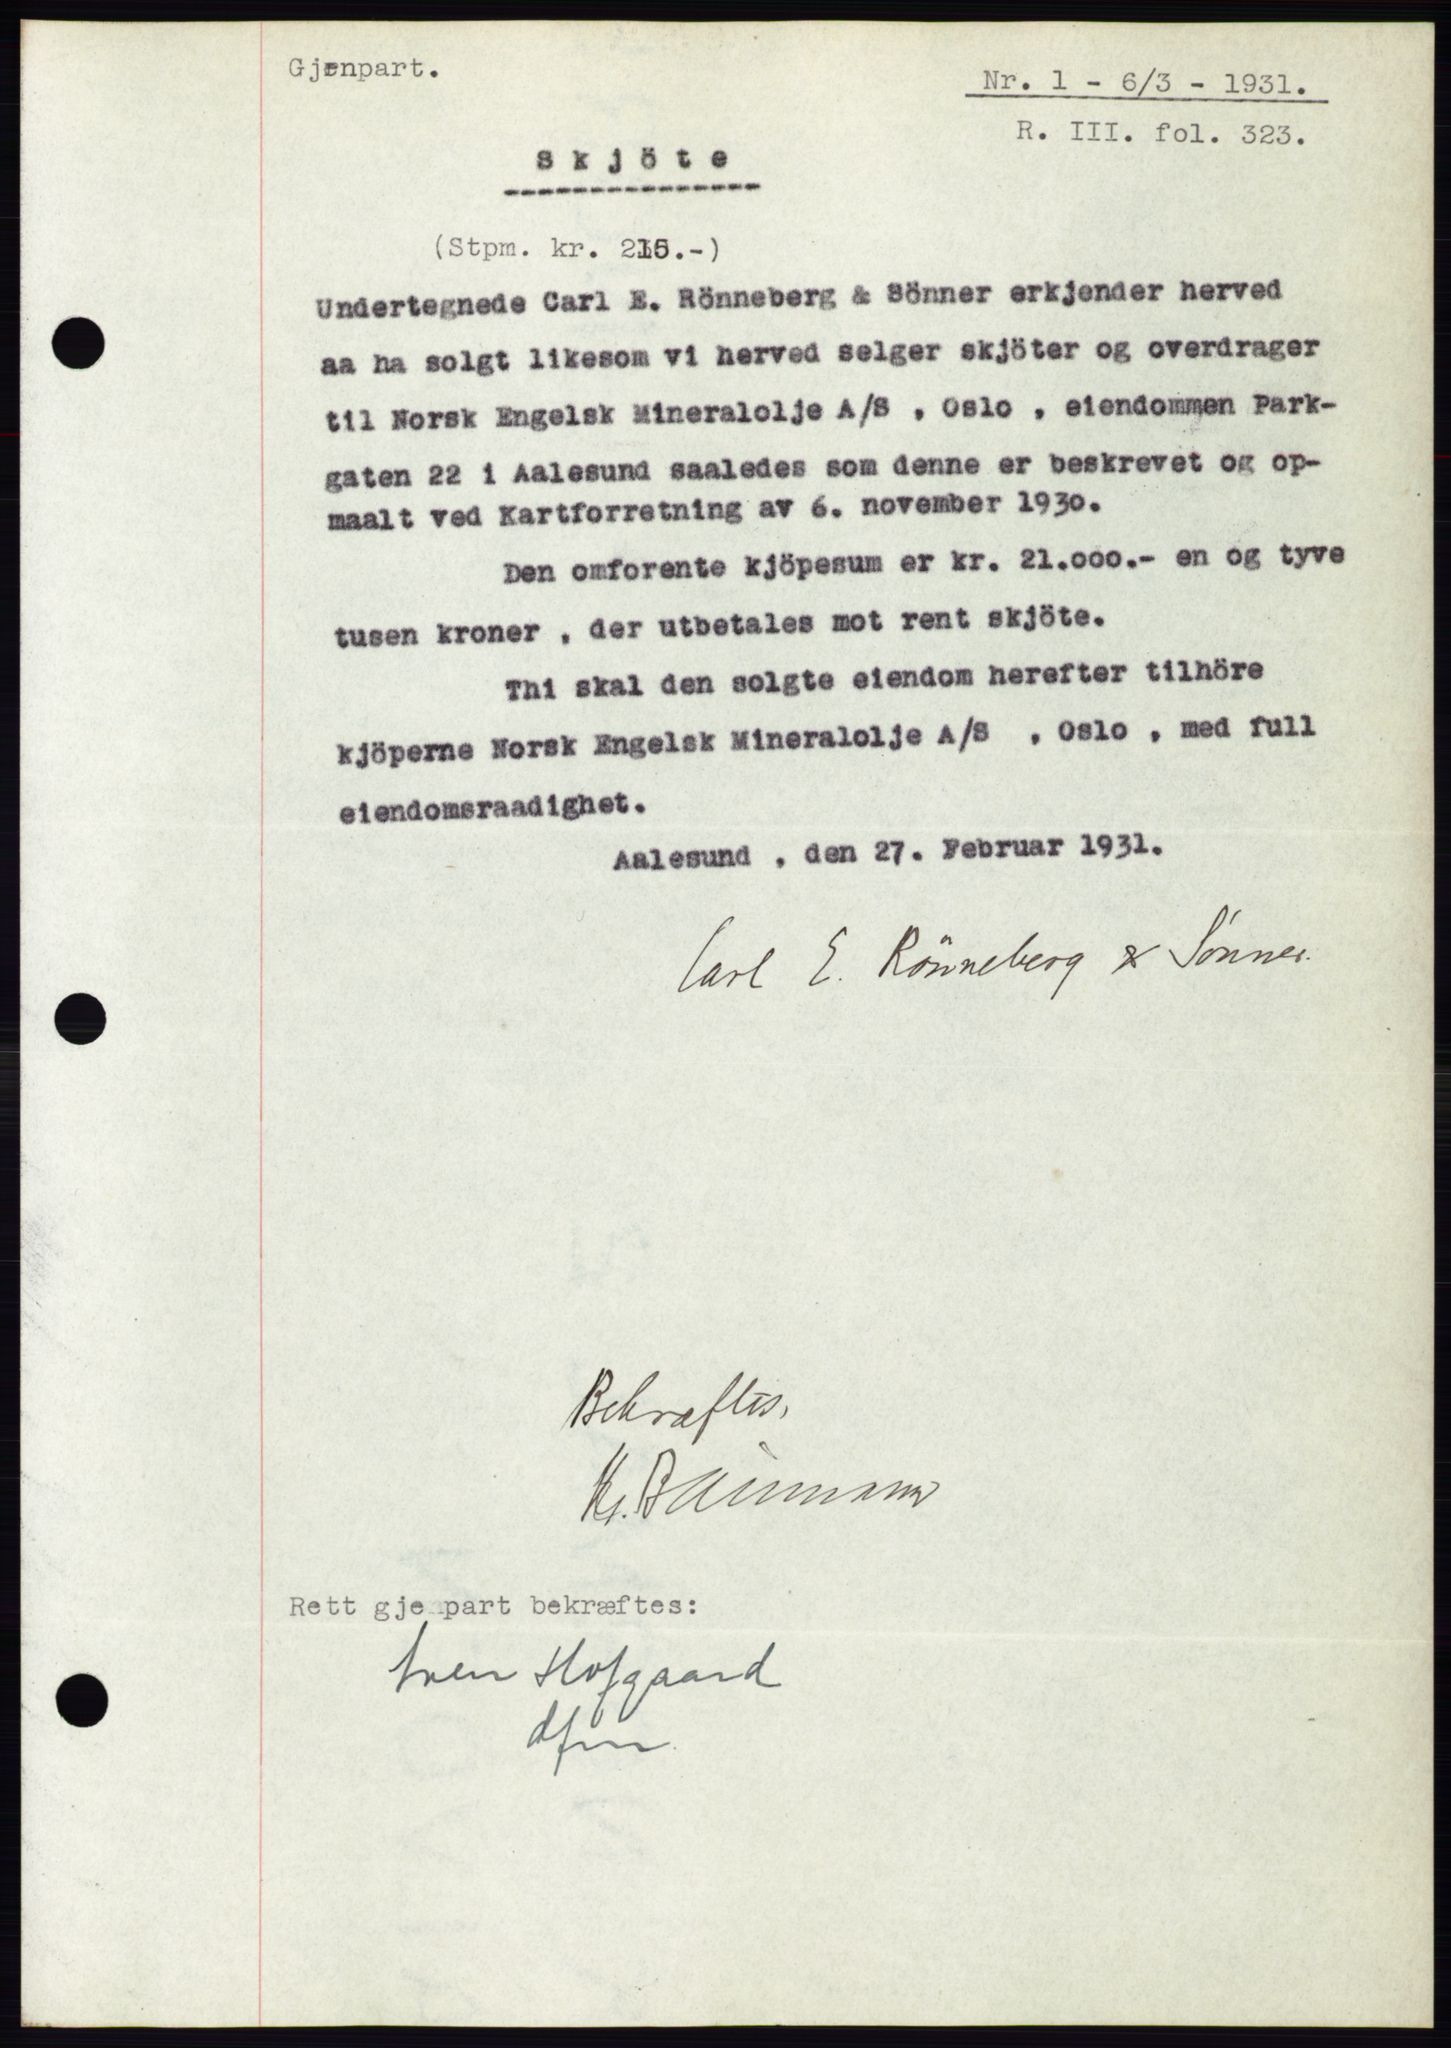 Gjenpart.
Nr. 1 - 6/3 - 1931.
R. III. fol. 323.
Skjöte
(Stpm. kr. 215.-)
Undertegnede Carl E. Rönneberg & Sönner erkjender herved
aa ha solgt likesom vi herved selger skjöter og overdrager
til Norsk Engelsk Mineralolje A/S , Oslo , eiendommen Park-
gaten 22 i Aalesund saaledes som denne er beskrevet og op-
maalt ved Kartforretning av 6. november 1930.
Den omforente kjöpesum er kr. 21.000.- en og tyve
tusen kroner , der utbetales mot rent skjöte.
Thi skal den solgte eiendom herefter tilhöre
kjöperne Norsk Engelsk Mineralolje A/S , Oslo , med full
eiendomsraadighet.
Aalesund , den 27. Februar 1931.
Carl E. Rönneberg & Sönner.
Bekræftes.
Rett gjenpart bekræftes:
Hofgaard